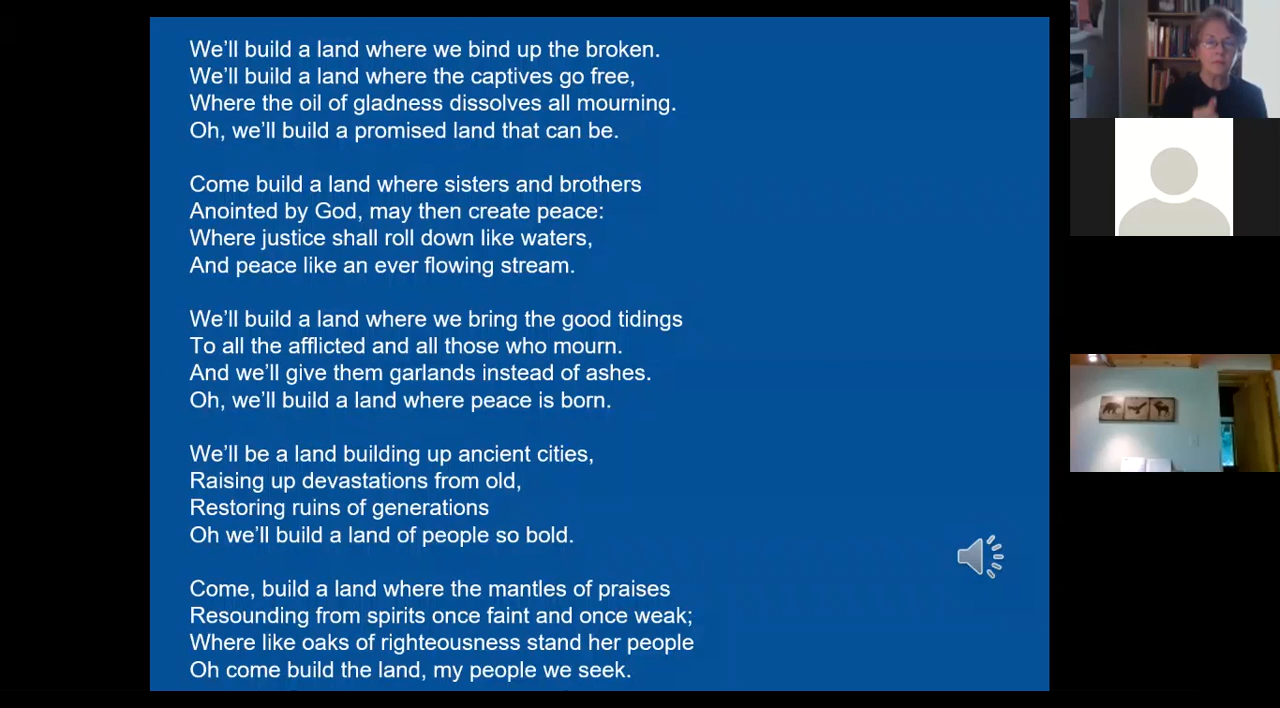 We'll build a land where we bind up the broken.
We'll build a land where the captives go free,
Where the oil of gladness dissolves all mourning.
Oh, we'll build a promised land that can be.
Come build a land where sisters and brothers
Anointed by God, may then create peace:
Where justice shall roll down like waters,
And peace like an ever flowing stream.
We'll build a land where we bring the good tidings
To all the afflicted and all those who mourn.
And we'll give them garlands instead of ashes.
Oh, we'll build a land where peace is born.
We'll be a land building up ancient cities,
Raising up devastations from old,
Restoring ruins of generations
Oh we'll build a land of people so bold.
Come, build a land where the mantles of praises
Resounding from spirits once faint and once weak;
Where like oaks of righteousness stand her people
Oh come build the land, my people we seek.